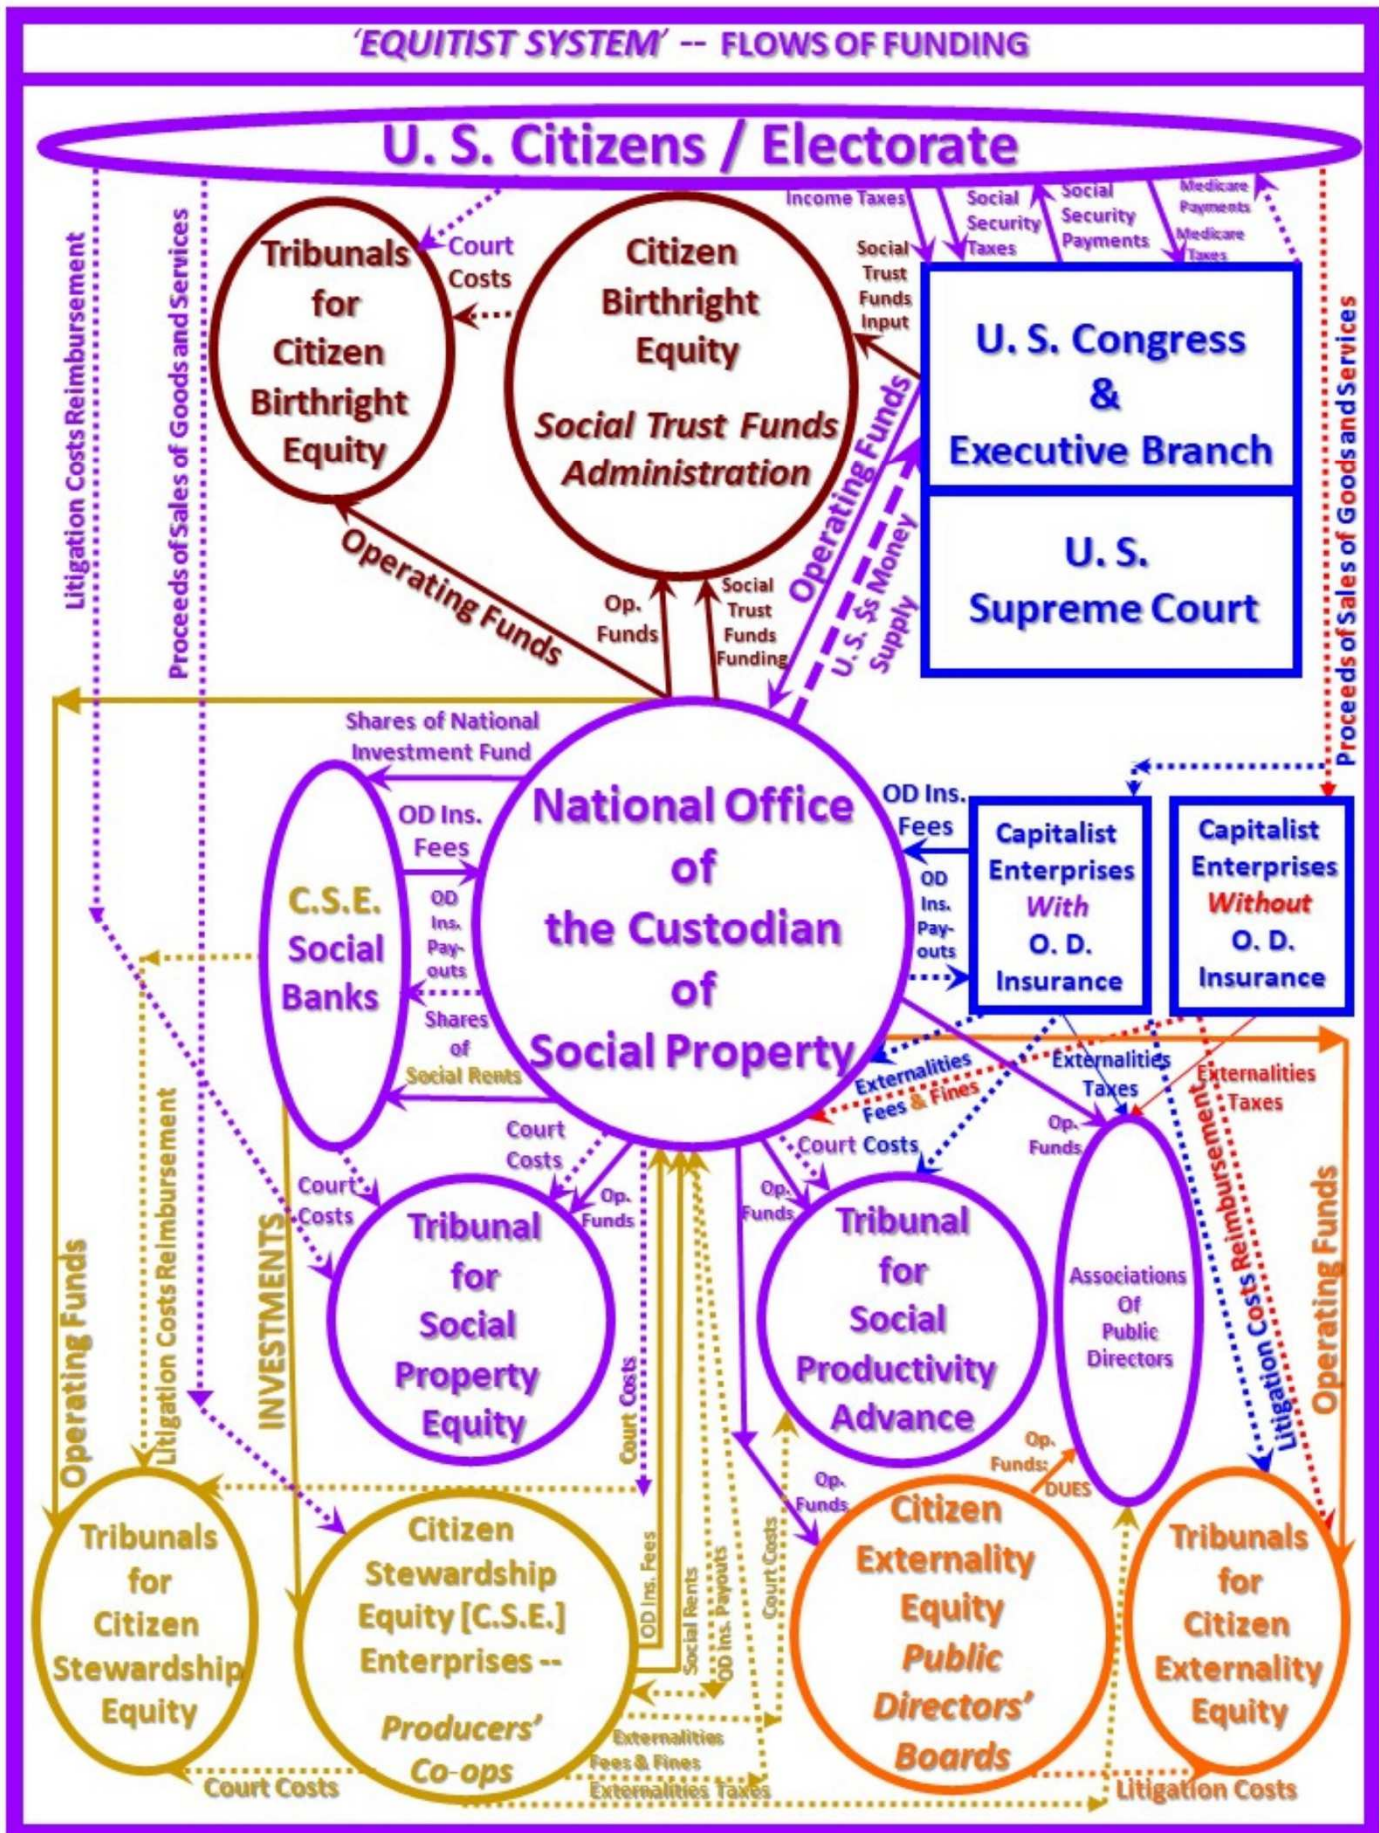 ‘EQUITIST SYSTEM’ -- FLOWS OF FUNDING
U. S. Citizens / Electorate
Income Taxes
Social
Security
Taxes
Social
Security
Payments
Medicare
Payments
Medicare
Taxes
Litigation Costs Reimbursement
Proceeds of Sales of Goods and Services
Tribunals
for
Citizen
Birthright
Equity
Court
Costs
Citizen
Birthright
Equity
Social Trust Funds
Administration
Social
Trust
Funds
Input
U. S. Congress
&
Executive Branch
U. S.
Supreme Court
Proceeds of Sales of Goods and Services
Operating Funds
Op.
Funds
Social
Trust
Funds
Funding
Operating Funds
U. S. $s Money
Supply
Shares of National
Investment Fund
OD Ins.
Fees
OD
Ins.
Pay-
outs
Shares
of
Social Rents
C.S.E.
Social
Banks
National Office
of
the Custodian
of
Social Property
OD Ins.
Fees
OD
Ins.
Pay-
outs
Capitalist
Enterprises
With
O. D.
Insurance
Capitalist
Enterprises
Without
O. D.
Insurance
Externalities
Fees & Fines
Externalities
Taxes
Externalities
Taxes
Court
Costs
Court
Costs
Op.
Funds
Op.
Funds
Court Costs
Op.
Funds
Operating Funds
Litigation Costs Reimbursement
INVESTMENTS
Tribunal
for
Social
Property
Equity
Court Costs
Tribunal
for
Social
Productivity
Advance
Associations
Of
Public
Directors
Litigation Costs Reimbursement
Operating Funds
Op.
Funds
Op.
Funds:
DUES
Tribunals
for
Citizen
Stewardship
Equity
Citizen
Stewardship
Equity [C.S.E.]
Enterprises --
Producers’
Co-ops
OD Ins. Fees
Social Rents
OD Ins. Payouts
Court Costs
Citizen
Externality
Equity
Public
Directors’
Boards
Tribunals
for
Citizen
Externality
Equity
Externalities
Fees & Fines
Externalities Taxes
Court Costs
Litigation Costs